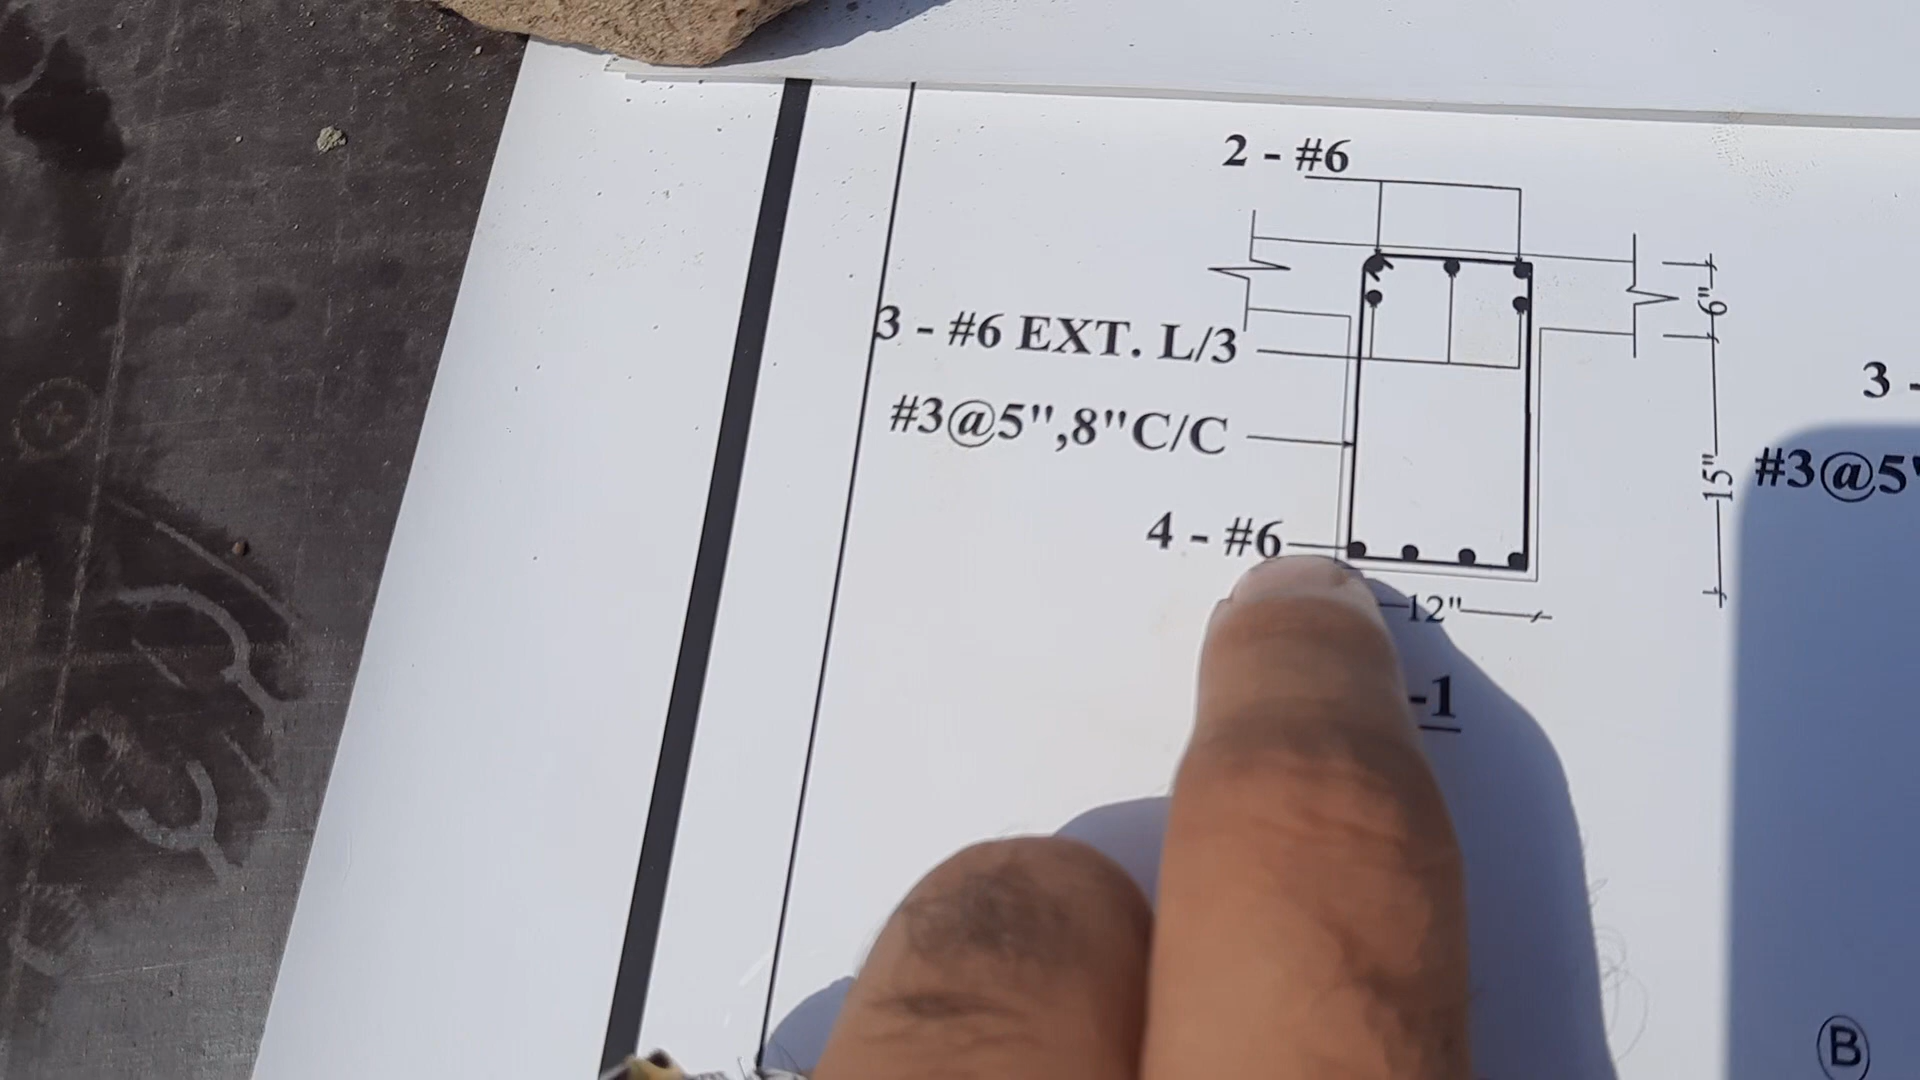 2 - #6
6"
3 - #6 EXT. L/3
#3@5",8"C/C
15"
4 - #6
12"
-1
3 -
#3@5"
B